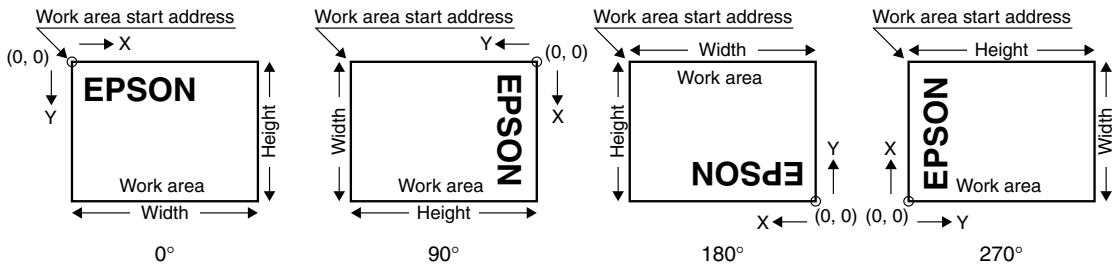 Work area start address Work area start address Work area start address Work area start address
(0, 0) X Y (0, 0) Width Height
EPSON EPSON Work area EPSON
Y Height Width X Height Y X Width
EPSON
Work area Work area Work area
Width Height X (0, 0) (0, 0) Y
0° 90° 180° 270°